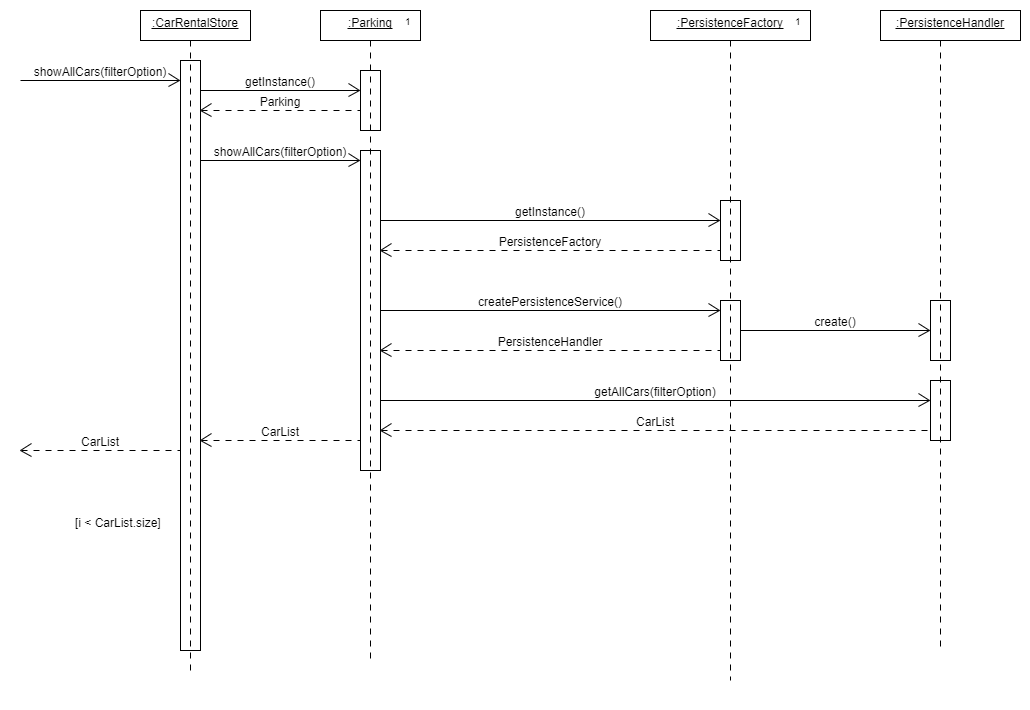 :CarRentalStore
:Parking 1
:PersistenceFactory 1
:PersistenceHandler
showAllCars(filterOption)
getInstance()
Parking
showAllCars(filterOption)
getInstance()
PersistenceFactory
createPersistenceService()
create()
PersistenceHandler
getAllCars(filterOption)
CarList
CarList
CarList
[i < CarList.size]